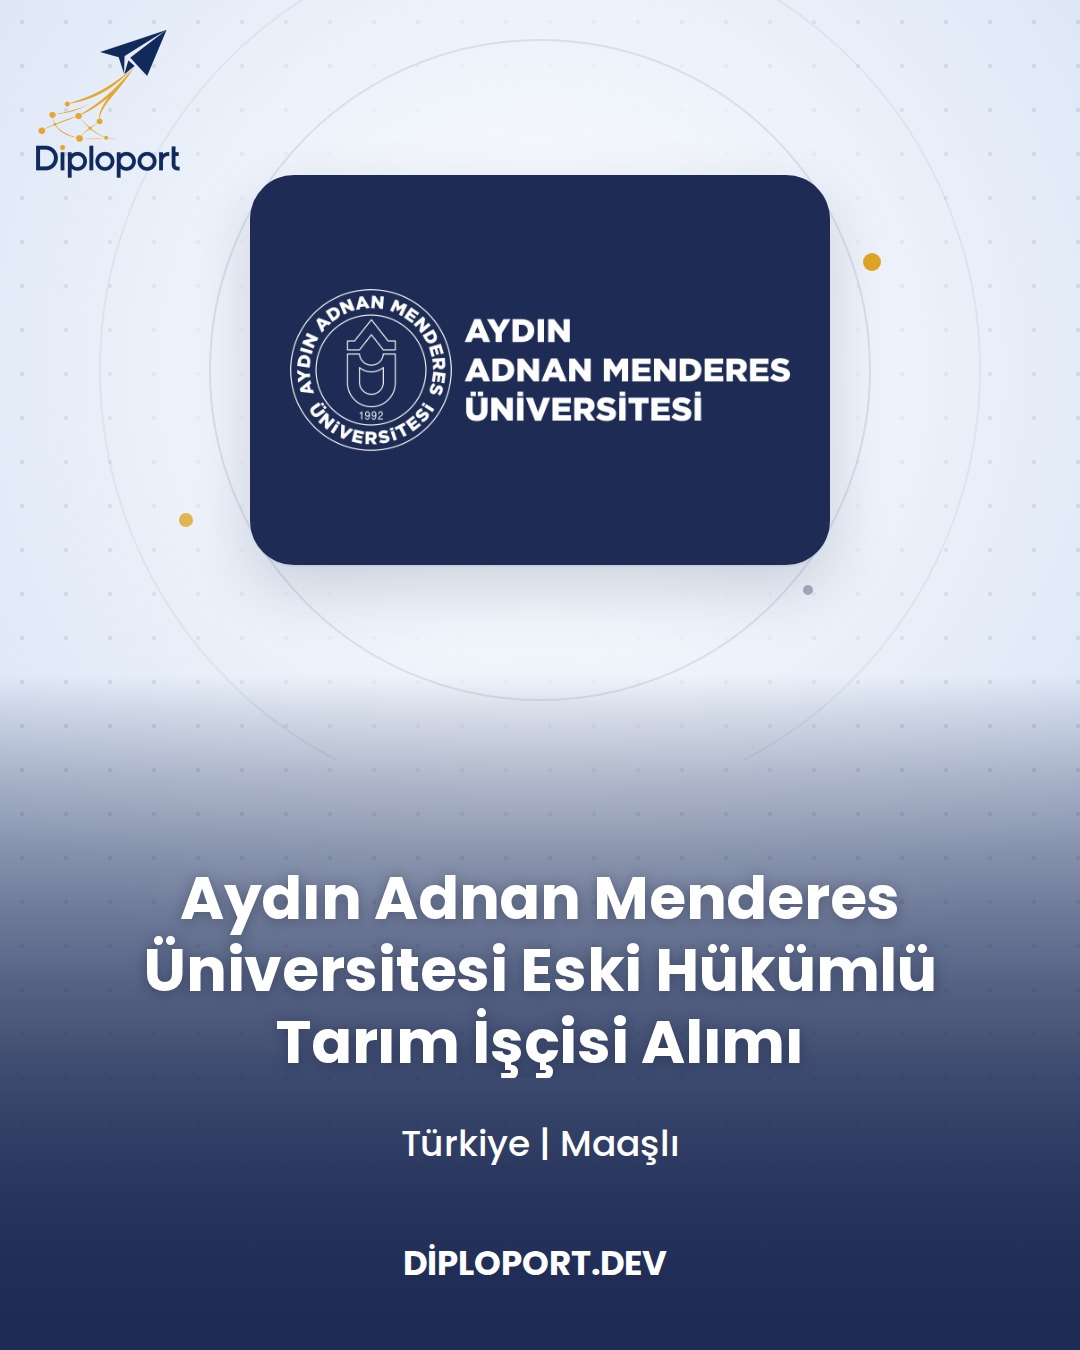 Diploport
AYDIN ADNAN MENDERES ÜNİVERSİTESİ
1992
AYDIN
ADNAN MENDERES
ÜNİVERSİTESİ
Aydın Adnan Menderes
Üniversitesi Eski Hükümlü
Tarım İşçisi Alımı
Türkiye | Maaşlı
DİPLOPORT.DEV